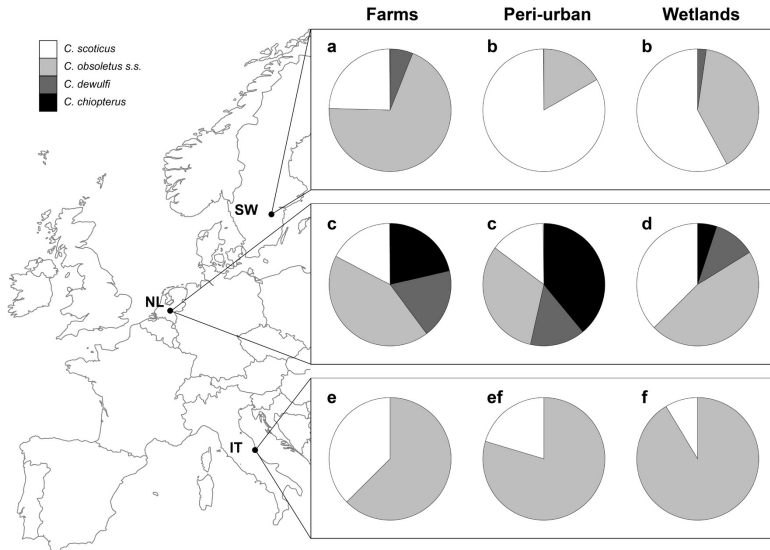 Farms Peri-urban Wetlands
C. scoticus
C. obsoletus s.s.
C. dewulfi
C. chiopterus
a b b
SW
c c d
NL
e ef f
IT